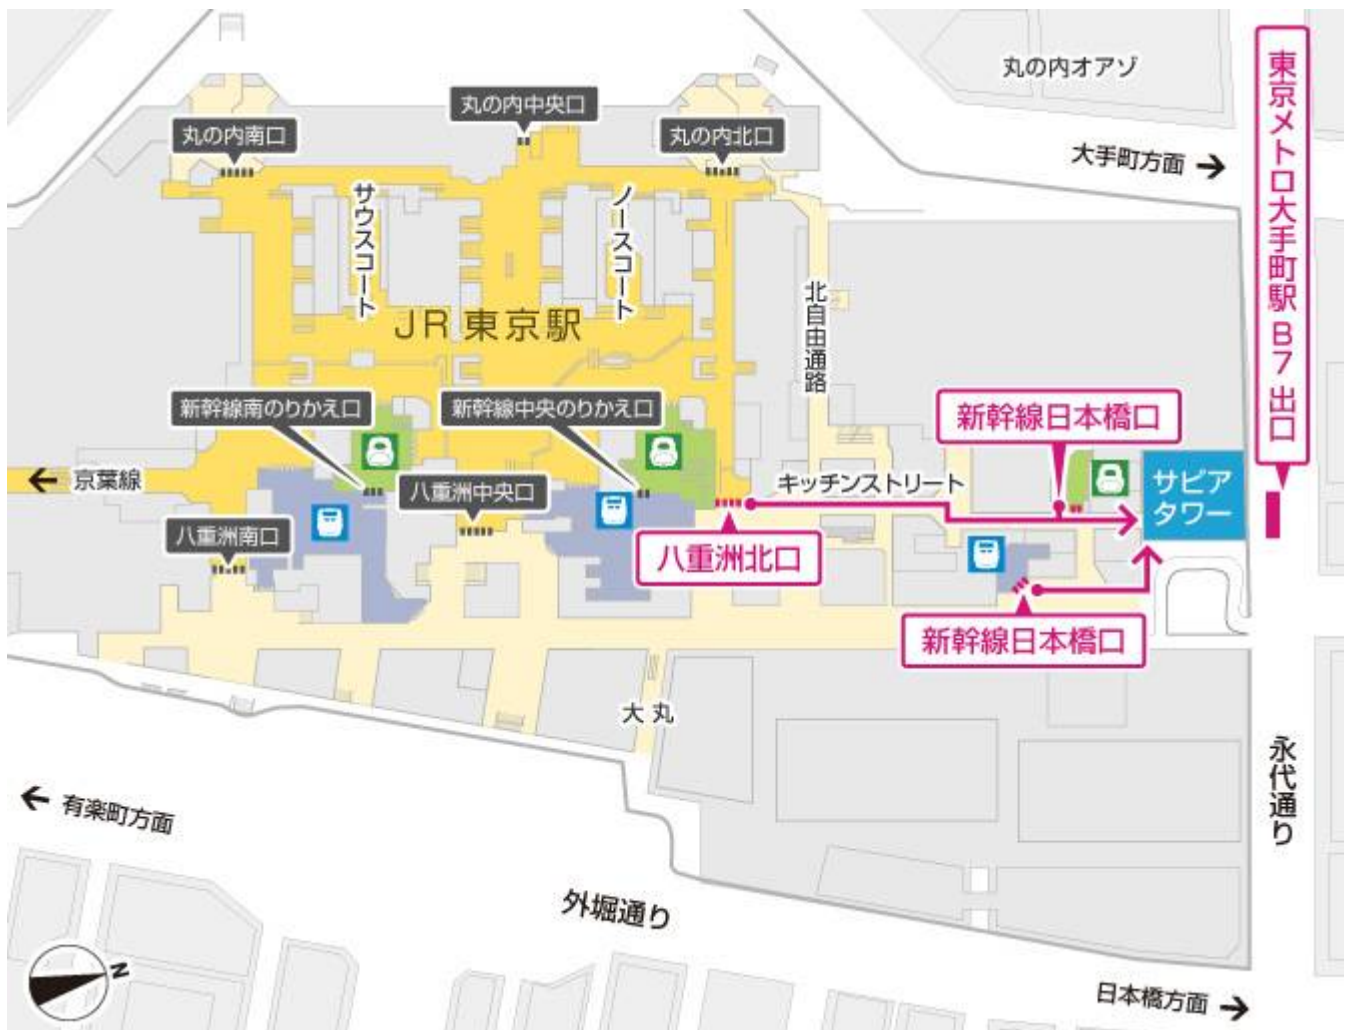 丸の内オアゾ
東京メトロ大手町駅 B7 出口
丸の内中央口
丸の内南口
丸の内北口
大手町方面
サウスコート
ノースコート
北自由通路
JR 東京駅
新幹線南のりかえ口
新幹線中央のりかえ口
新幹線日本橋口
京葉線
八重洲中央口
キッチンストリート
サピア
タワー
八重洲南口
八重洲北口
新幹線日本橋口
大丸
永代通り
有楽町方面
外堀通り
N
日本橋方面